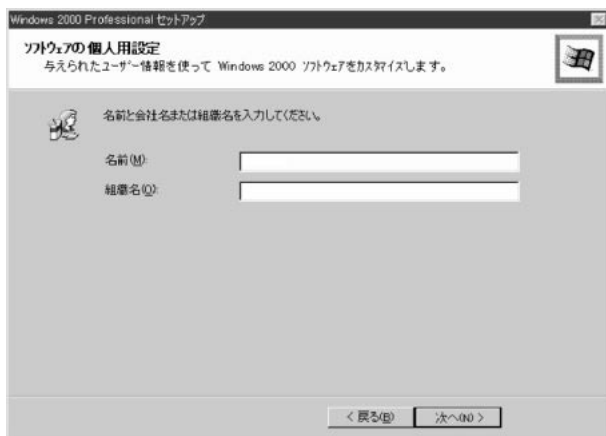 Windows 2000 Professional セットアップ
ソフトウェアの個人用設定
与えられたユーザー情報を使って Windows 2000 ソフトウェアをカスタマイズします。
名前と会社名または組織名を入力してください。
名前(M):
組織名(O):
< 戻る(B)
次へ(N) >